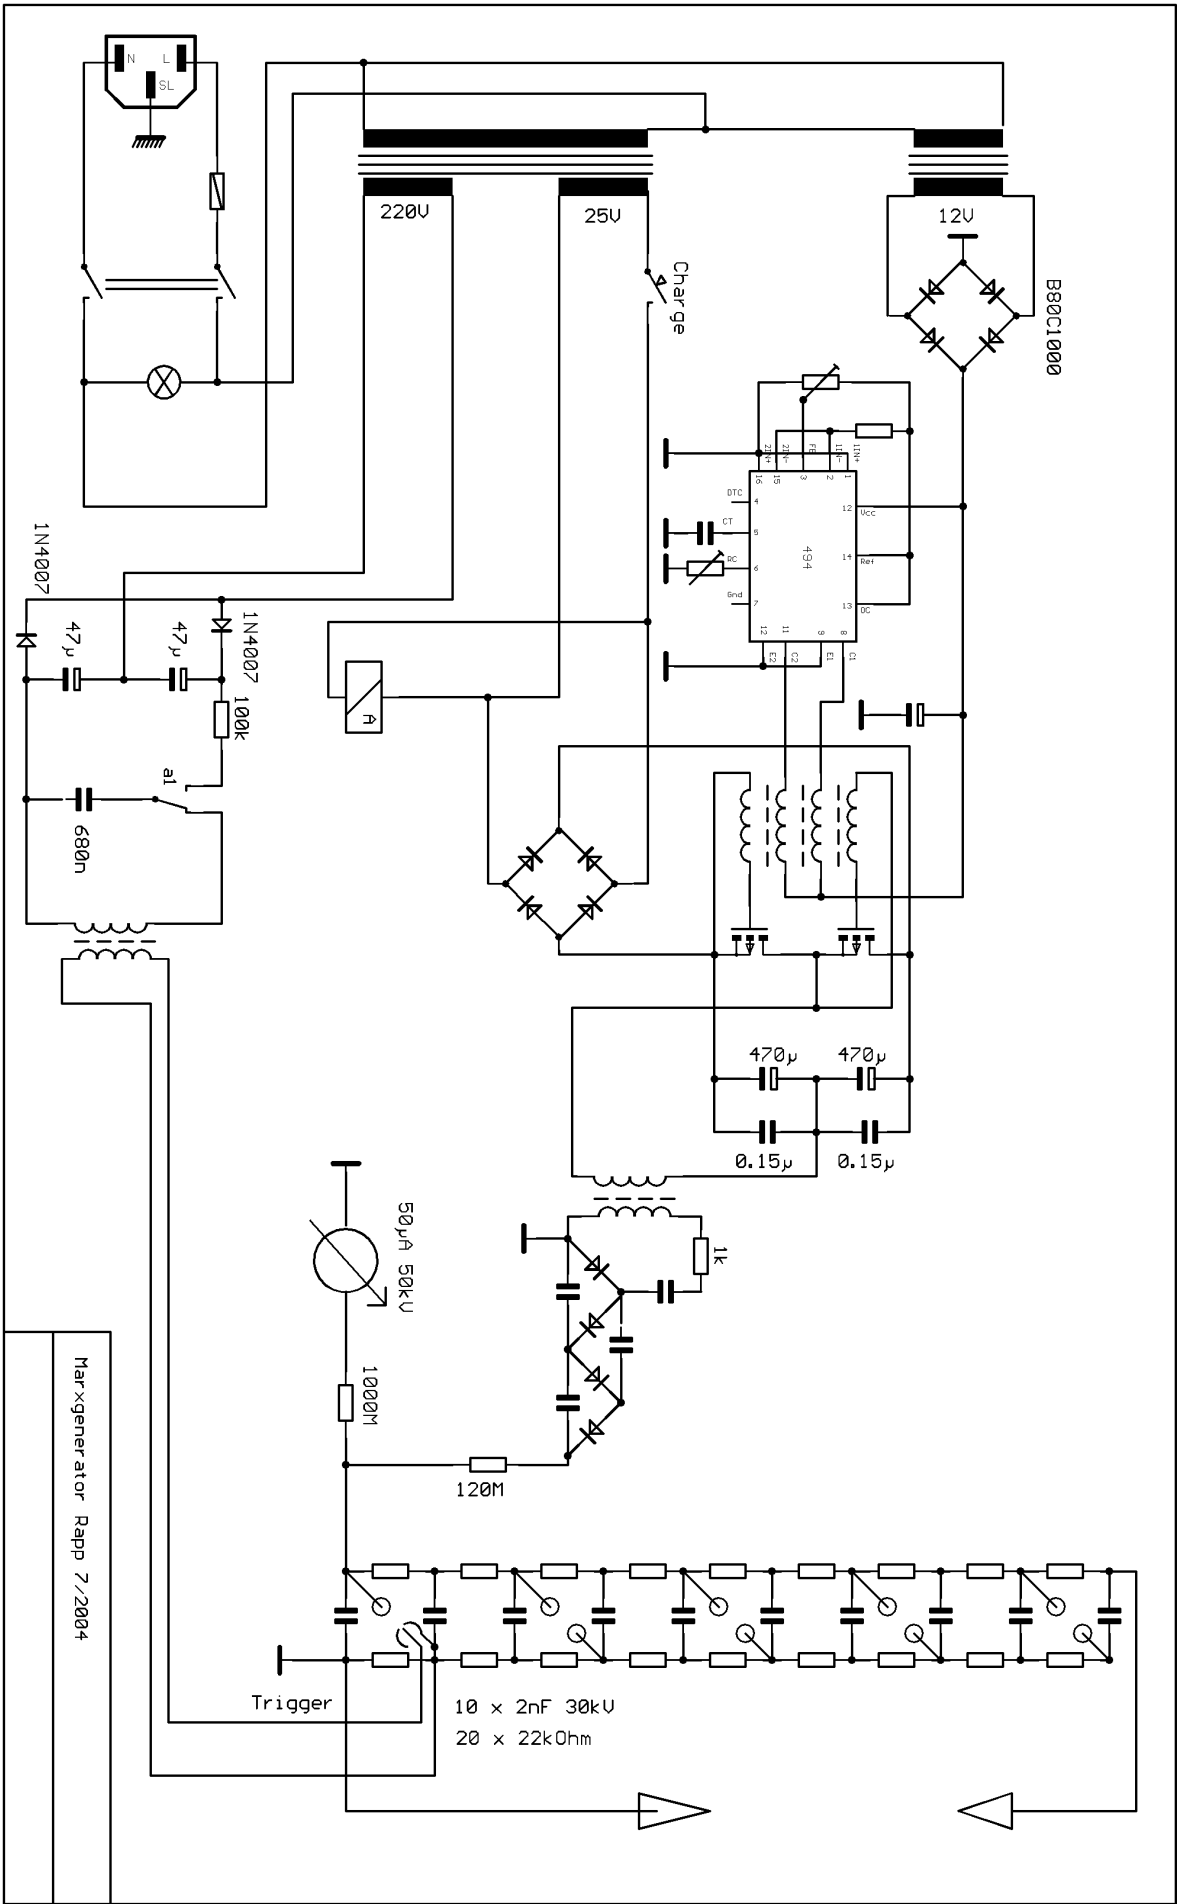 N
L
SL
220V
25V
12V
B80C1000
Charge
2IN+
2IN-
FB
1IN-
1IN+
16
15
3
2
1
DTC
4
12
Vcc
CT
5
494
14
Ref
RC
6
Gnd
7
13
OC
12
11
9
8
E2
C2
E1
C1
1N4007
47µ
47µ
1N4007
100k
A
a1
680n
470µ
470µ
0.15µ
0.15µ
1k
50µA 50kV
1000M
120M
Trigger
10 x 2nF 30kV
20 x 22kOhm
Marxgenerator Rapp 7/2004